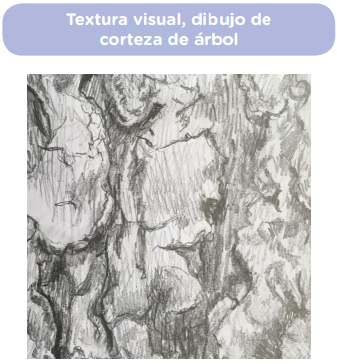 Textura visual, dibujo de
corteza de árbol